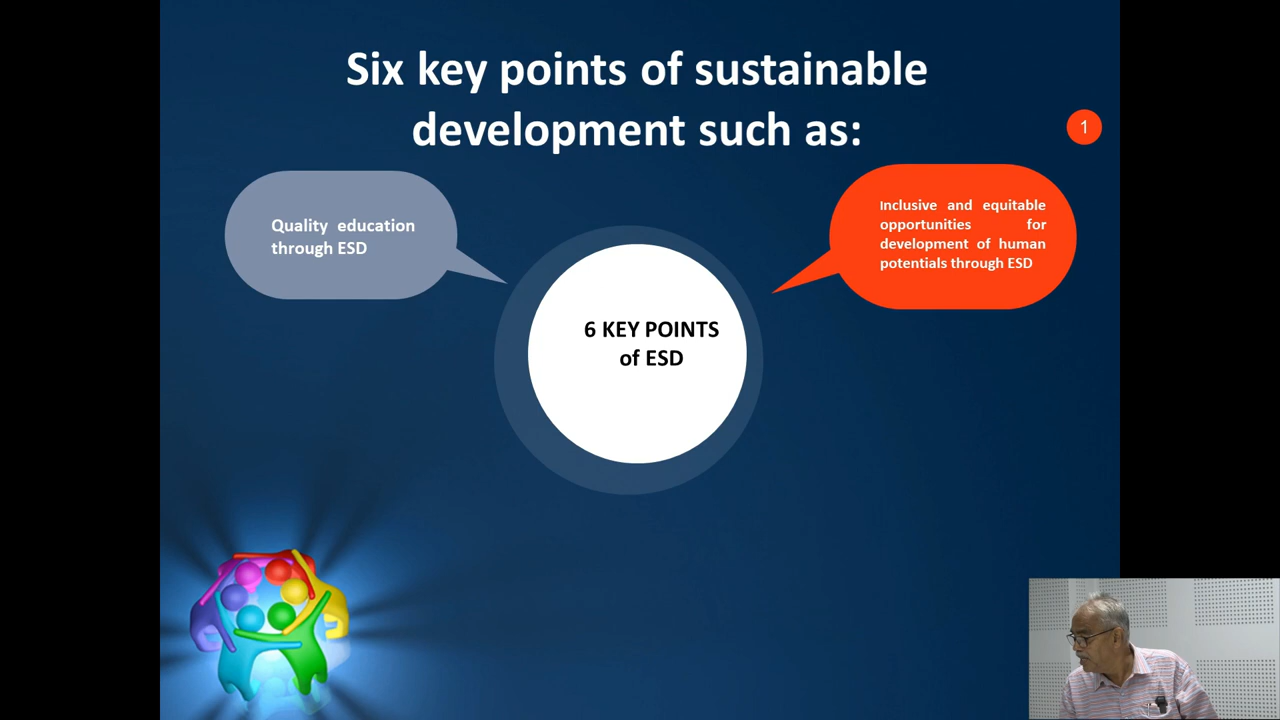 Six key points of sustainable
development such as:
1
Quality education
through ESD
Inclusive and equitable
opportunities for
development of human
potentials through ESD
6 KEY POINTS
of ESD